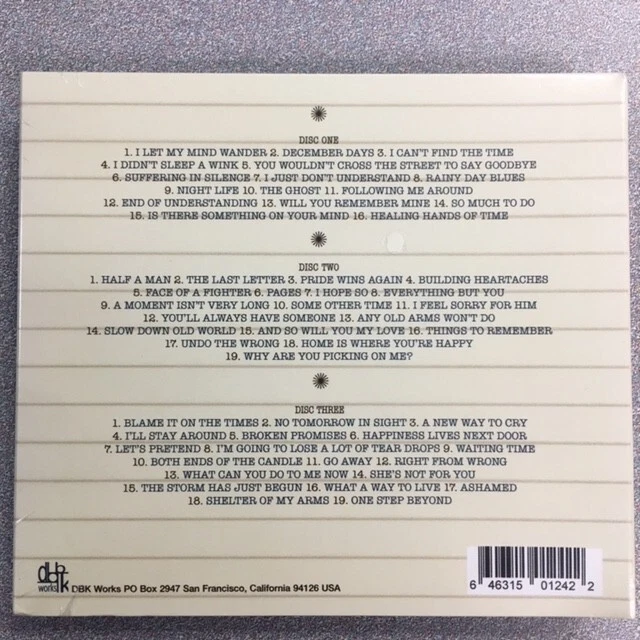 DISC ONE
1. I LET MY MIND WANDER 2. DECEMBER DAYS 3. I CAN'T FIND THE TIME
4. I DIDN'T SLEEP A WINK 5. YOU WOULDN'T CROSS THE STREET TO SAY GOODBYE
6. SUFFERING IN SILENCE 7. I JUST DON'T UNDERSTAND 8. RAINY DAY BLUES
9. NIGHT LIFE 10. THE GHOST 11. FOLLOWING ME AROUND
12. END OF UNDERSTANDING 13. WILL YOU REMEMBER MINE 14. SO MUCH TO DO
15. IS THERE SOMETHING ON YOUR MIND 16. HEALING HANDS OF TIME
DISC TWO
1. HALF A MAN 2. THE LAST LETTER 3. PRIDE WINS AGAIN 4. BUILDING HEARTACHES
5. FACE OF A FIGHTER 6. PAGES 7. I HOPE SO 8. EVERYTHING BUT YOU
9. A MOMENT ISN'T VERY LONG 10. SOME OTHER TIME 11. I FEEL SORRY FOR HIM
12. YOU'LL ALWAYS HAVE SOMEONE 13. ANY OLD ARMS WON'T DO
14. SLOW DOWN OLD WORLD 15. AND SO WILL YOU MY LOVE 16. THINGS TO REMEMBER
17. UNDO THE WRONG 18. HOME IS WHERE YOU'RE HAPPY
19. WHY ARE YOU PICKING ON ME?
DISC THREE
1. BLAME IT ON THE TIMES 2. NO TOMORROW IN SIGHT 3. A NEW WAY TO CRY
4. I'LL STAY AROUND 5. BROKEN PROMISES 6. HAPPINESS LIVES NEXT DOOR
7. LET'S PRETEND 8. I'M GOING TO LOSE A LOT OF TEAR DROPS 9. WAITING TIME
10. BOTH ENDS OF THE CANDLE 11. GO AWAY 12. RIGHT FROM WRONG
13. WHAT CAN YOU DO TO ME NOW 14. SHE'S NOT FOR YOU
15. THE STORM HAS JUST BEGUN 16. WHAT A WAY TO LIVE 17. ASHAMED
18. SHELTER OF MY ARMS 19. ONE STEP BEYOND
dbk works DBK Works PO Box 2947 San Francisco, California 94126 USA
6 46315 01242 2